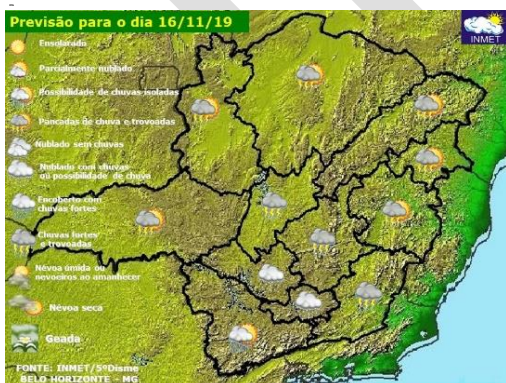 Previsão para o dia 16/11/19
INMET
Ensolarado
Parcialmente nublado
Possibilidade de chuvas isoladas
Pancadas de chuva e trovoadas
Nublado sem chuvas
Nublado com chuvas
ou possibilidade de chuva
Encoberto com
chuvas fortes
Chuvas fortes
e trovoadas
Névoa úmida ou
nevoeiros ao amanhecer
Névoa seca
Geada
FONTE: INMET/5ºDisme
BELO HORIZONTE - MG